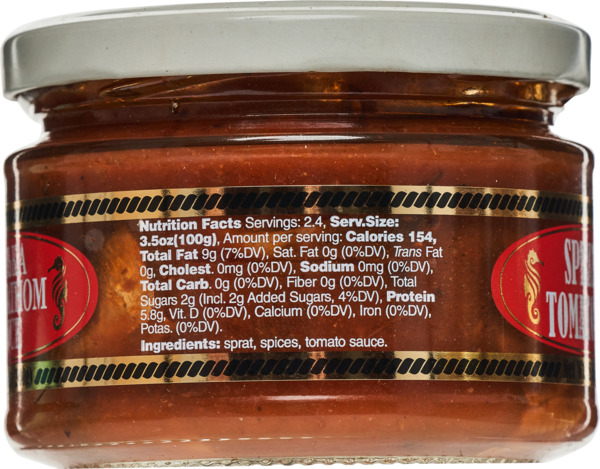 Nutrition Facts Servings: 2.4, Serv.Size:
3.5oz(100g), Amount per serving: Calories 154,
Total Fat 9g (7%DV), Sat. Fat 0g (0%DV), Trans Fat
0g, Cholest. 0mg (0%DV), Sodium 0mg (0%DV),
Total Carb. 0g (0%DV), Fiber 0g (0%DV), Total
Sugars 2g (Incl. 2g Added Sugars, 4%DV), Protein
5.8g, Vit. D (0%DV), Calcium (0%DV), Iron (0%DV),
Potas. (0%DV).
Ingredients: sprat, spices, tomato sauce.